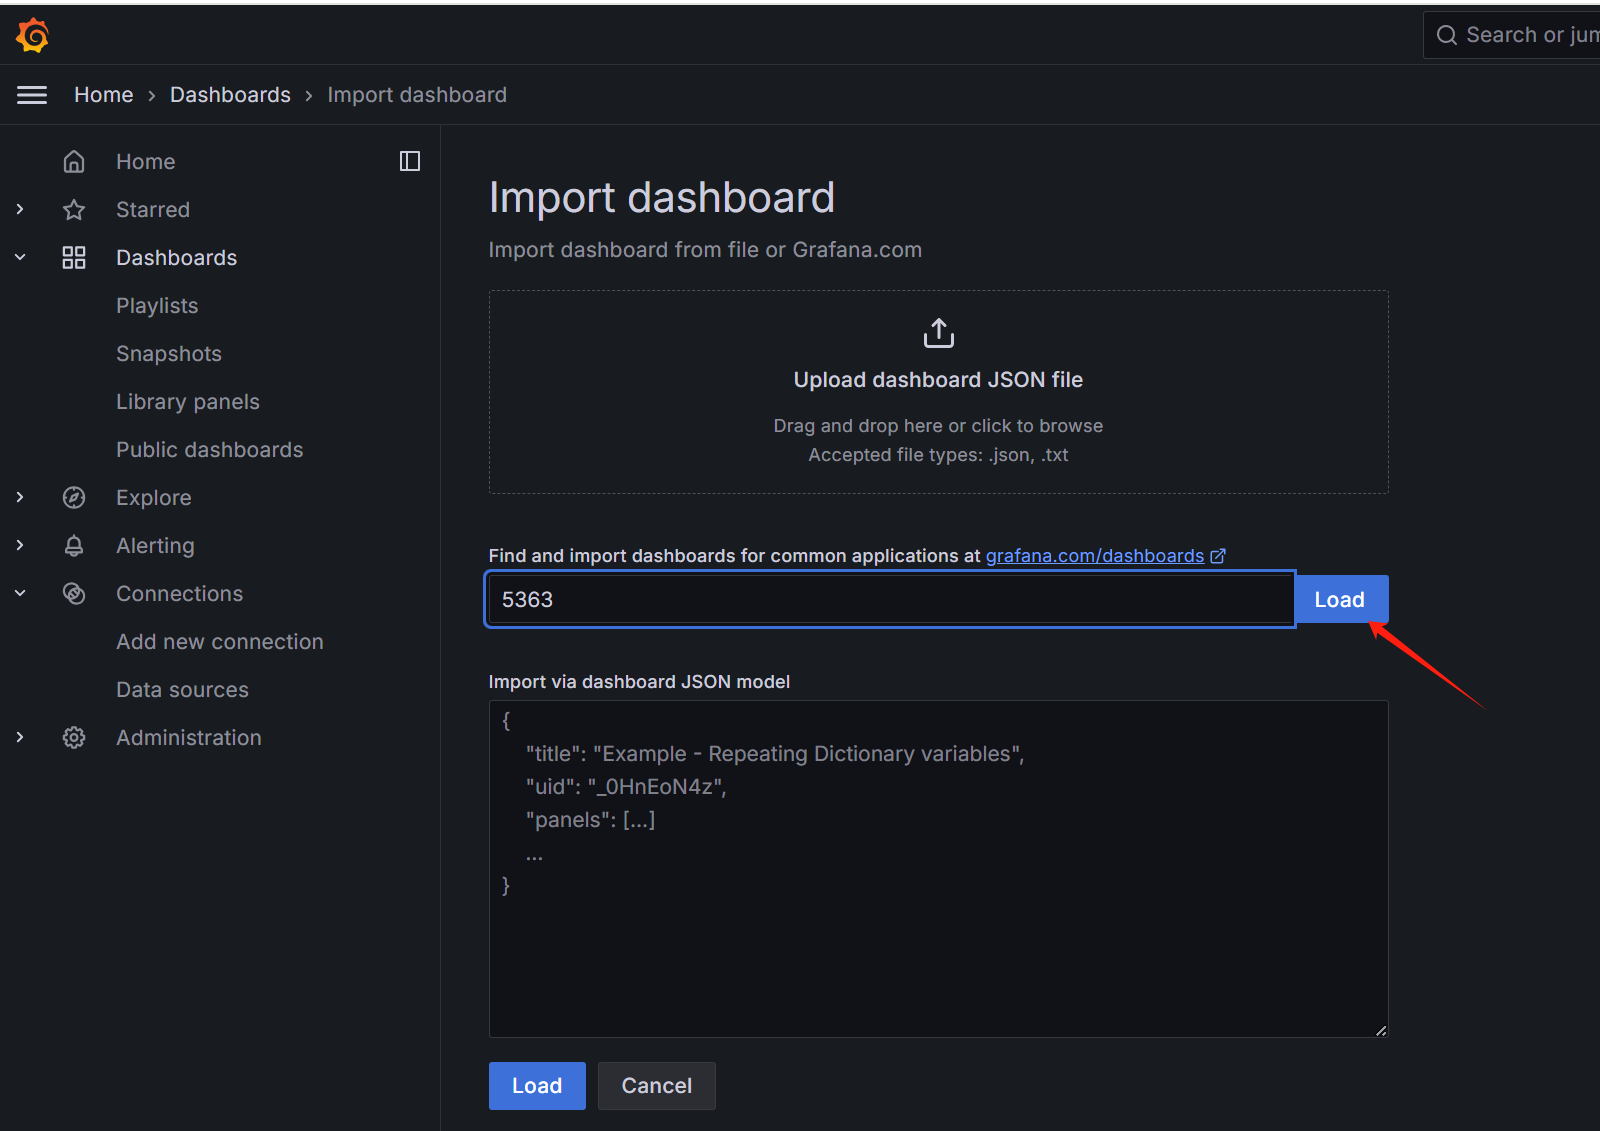 Search or jum
Home › Dashboards › Import dashboard
Home
Starred
Dashboards
Playlists
Snapshots
Library panels
Public dashboards
Explore
Alerting
Connections
Add new connection
Data sources
Administration
Import dashboard
Import dashboard from file or Grafana.com
Upload dashboard JSON file
Drag and drop here or click to browse
Accepted file types: .json, .txt
Find and import dashboards for common applications at grafana.com/dashboards
5363
Load
Import via dashboard JSON model
{
"title": "Example - Repeating Dictionary variables",
"uid": "_0HnEoN4z",
"panels": [...]
...
}
Load
Cancel